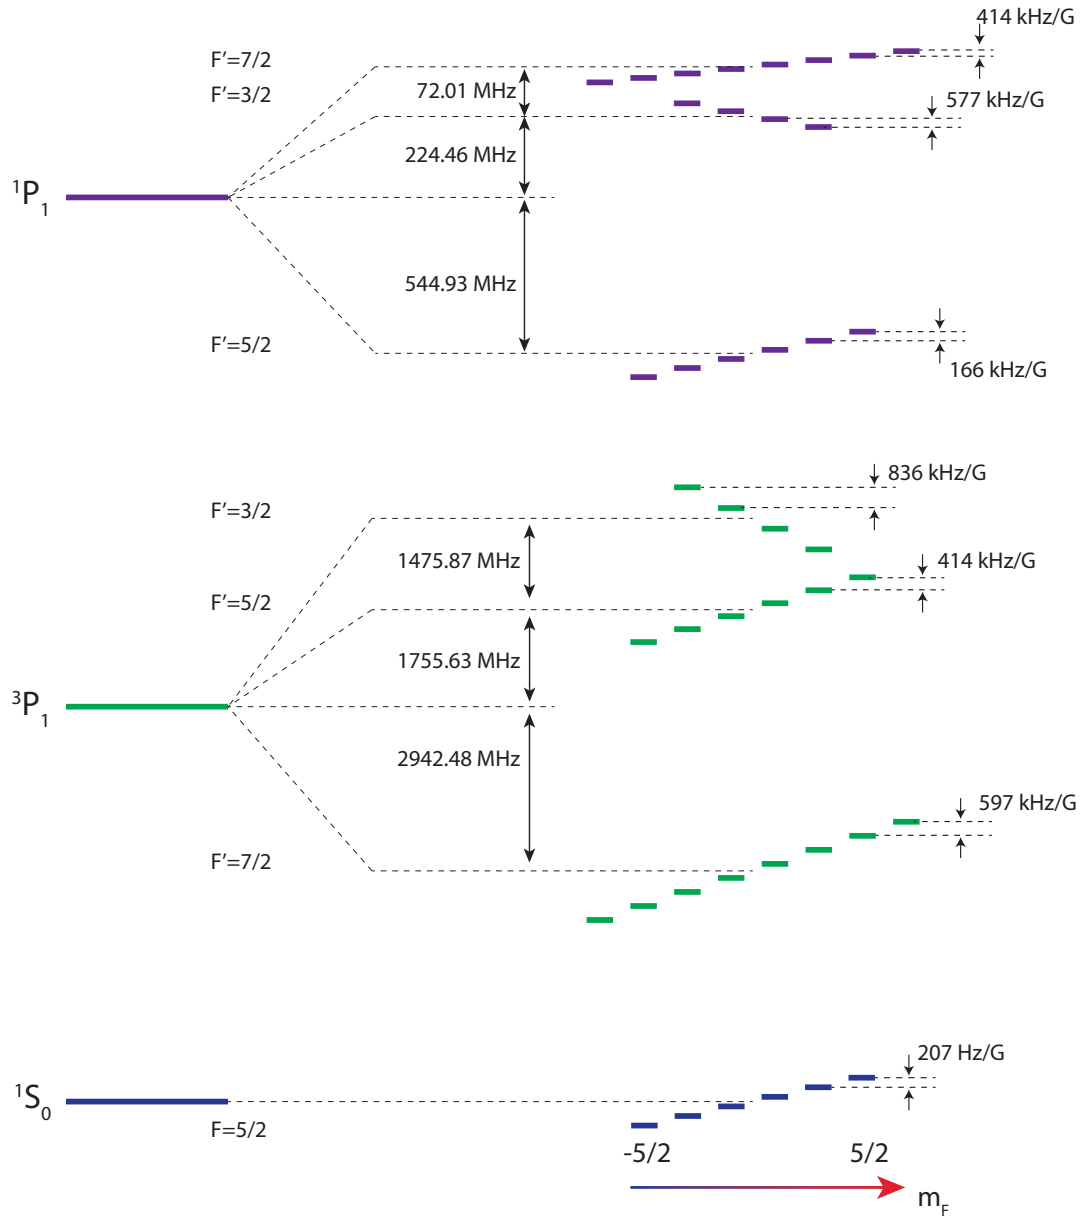 414 kHz/G
F'=7/2
72.01 MHz
F'=3/2
577 kHz/G
224.46 MHz
¹P₁
544.93 MHz
F'=5/2
166 kHz/G
836 kHz/G
F'=3/2
1475.87 MHz
414 kHz/G
F'=5/2
1755.63 MHz
³P₁
2942.48 MHz
597 kHz/G
F'=7/2
207 Hz/G
¹S₀
F=5/2
-5/2 5/2
m_F